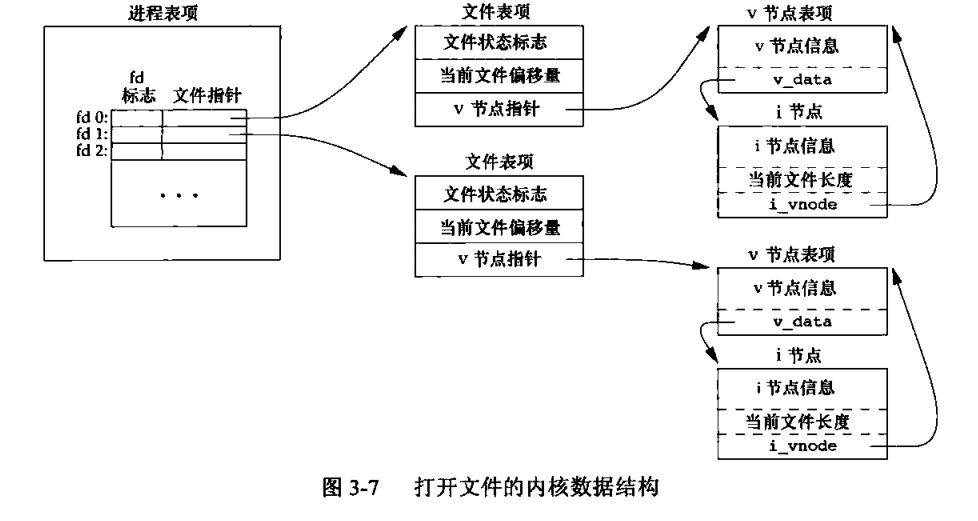 进程表项
fd
标志 文件指针
fd 0:
fd 1:
fd 2:
...
文件表项
文件状态标志
当前文件偏移量
v 节点指针
文件表项
文件状态标志
当前文件偏移量
v 节点指针
v 节点表项
v 节点信息
v_data
i 节点
i 节点信息
当前文件长度
i_vnode
v 节点表项
v 节点信息
v_data
i 节点
i 节点信息
当前文件长度
i_vnode
图 3-7 打开文件的内核数据结构